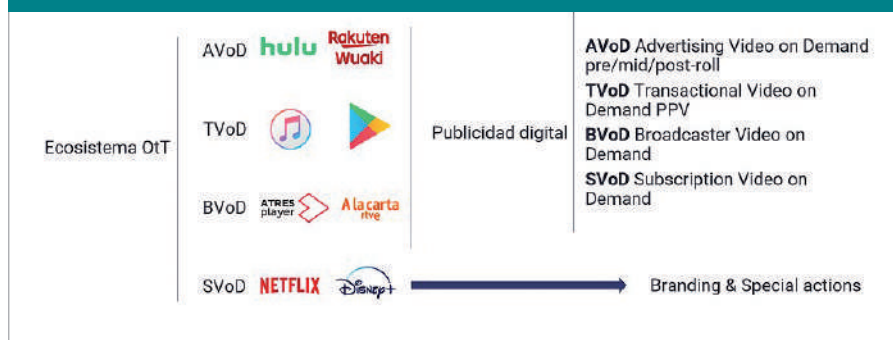 Ecosistema OtT
AVoD hulu Rakuten
Wuaki
TVoD
BVoD ATRES
player
A la carta
rtve
SVoD NETFLIX Disney+
Publicidad digital
AVoD Advertising Video on Demand
pre/mid/post-roll
TVoD Transactional Video on
Demand PPV
BVoD Broadcaster Video on
Demand
SVoD Subscription Video on
Demand
Branding & Special actions